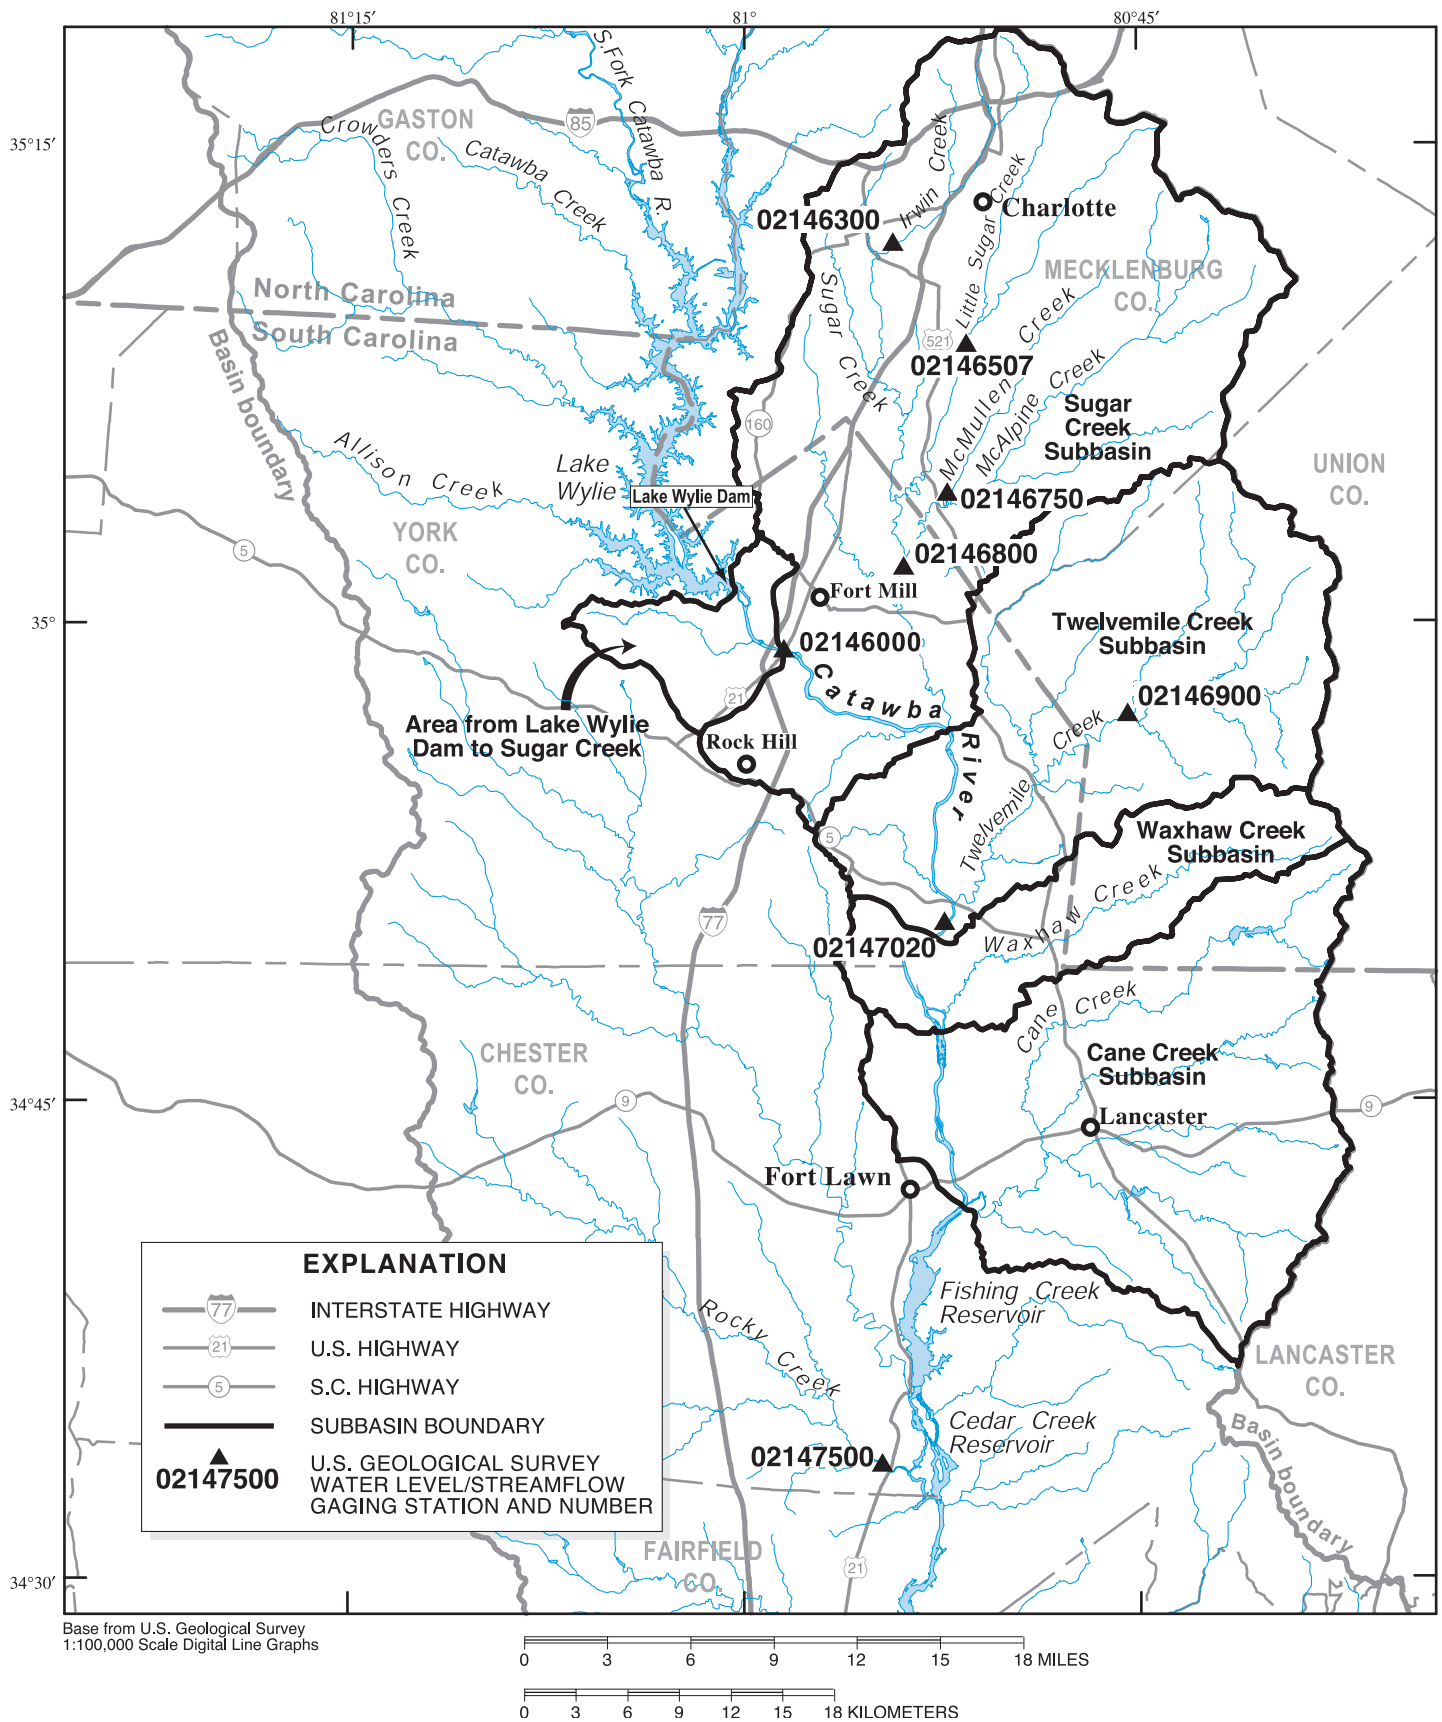 81°15′
81°
80°45′
35°15′
35°
34°45′
34°30′
S.Fork Catawba R.
GASTON
CO.
85
Crowders Creek
Catawba Creek
Irwin Creek
Little Sugar Creek
Charlotte
02146300
MECKLENBURG
CO.
North Carolina
South Carolina
Sugar Creek
521
02146507
McMullen Creek
McAlpine Creek
Basin boundary
160
Sugar
Creek
Subbasin
Allison Creek
Lake
Wylie
Lake Wylie Dam
UNION
CO.
02146750
YORK
CO.
5
02146800
Fort Mill
Twelvemile Creek
Subbasin
02146000
Catawba River
02146900
21
Area from Lake Wylie
Dam to Sugar Creek
Rock Hill
Twelvemile Creek
5
Waxhaw Creek
Subbasin
77
02147020
Waxhaw Creek
Cane Creek
CHESTER
CO.
Cane Creek
Subbasin
9
9
Lancaster
Fort Lawn
Fishing Creek
Reservoir
Rocky Creek
LANCASTER
CO.
Cedar Creek
Reservoir
Basin boundary
02147500
FAIRFIELD
CO.
21
EXPLANATION
77 INTERSTATE HIGHWAY
21 U.S. HIGHWAY
5 S.C. HIGHWAY
SUBBASIN BOUNDARY
02147500
U.S. GEOLOGICAL SURVEY
WATER LEVEL/STREAMFLOW
GAGING STATION AND NUMBER
Base from U.S. Geological Survey
1:100,000 Scale Digital Line Graphs
0 3 6 9 12 15 18 MILES
0 3 6 9 12 15 18 KILOMETERS